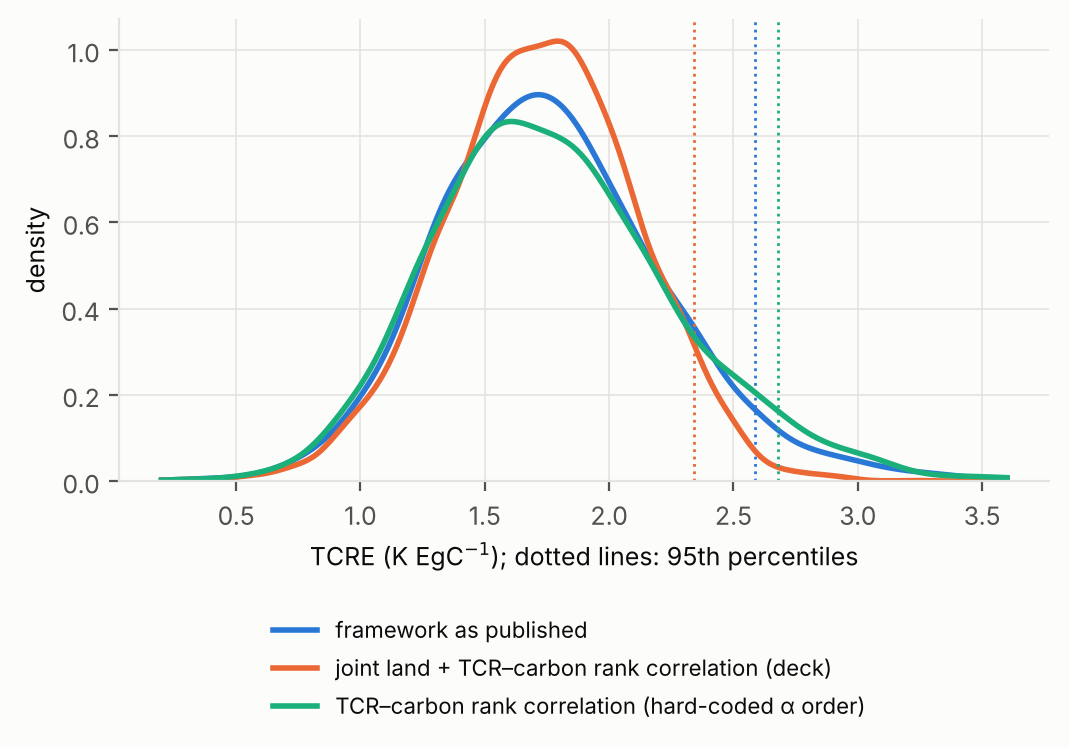 1.0
0.8
0.6
0.4
0.2
0.0
density
0.5 1.0 1.5 2.0 2.5 3.0 3.5
TCRE (K EgC⁻¹); dotted lines: 95th percentiles
framework as published
joint land + TCR–carbon rank correlation (deck)
TCR–carbon rank correlation (hard-coded α order)